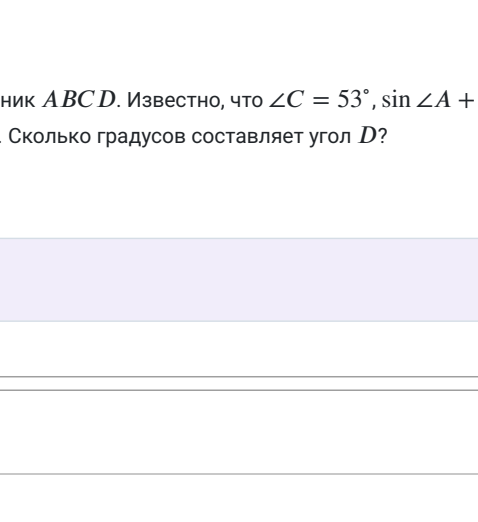 ник ABCD. Известно, что ∠C = 53°, sin ∠A +
. Сколько градусов составляет угол D?